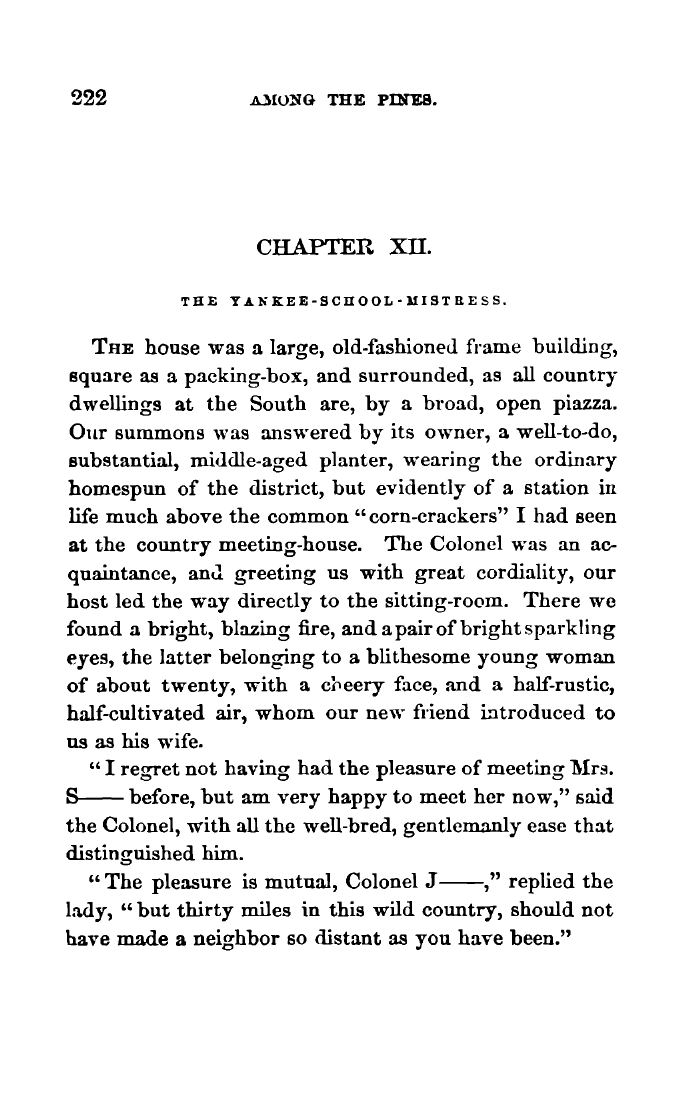 222 AMONG THE PINES.
CHAPTER XII.
THE YANKEE-SCHOOL-MISTRESS.
THE house was a large, old-fashioned frame building,
square as a packing-box, and surrounded, as all country
dwellings at the South are, by a broad, open piazza.
Our summons was answered by its owner, a well-to-do,
substantial, middle-aged planter, wearing the ordinary
homespun of the district, but evidently of a station in
life much above the common "corn-crackers" I had seen
at the country meeting-house. The Colonel was an ac-
quaintance, and greeting us with great cordiality, our
host led the way directly to the sitting-room. There we
found a bright, blazing fire, and a pair of bright sparkling
eyes, the latter belonging to a blithesome young woman
of about twenty, with a cheery face, and a half-rustic,
half-cultivated air, whom our new friend introduced to
us as his wife.
"I regret not having had the pleasure of meeting Mrs.
S—— before, but am very happy to meet her now," said
the Colonel, with all the well-bred, gentlemanly ease that
distinguished him.
"The pleasure is mutual, Colonel J——," replied the
lady, "but thirty miles in this wild country, should not
have made a neighbor so distant as you have been."